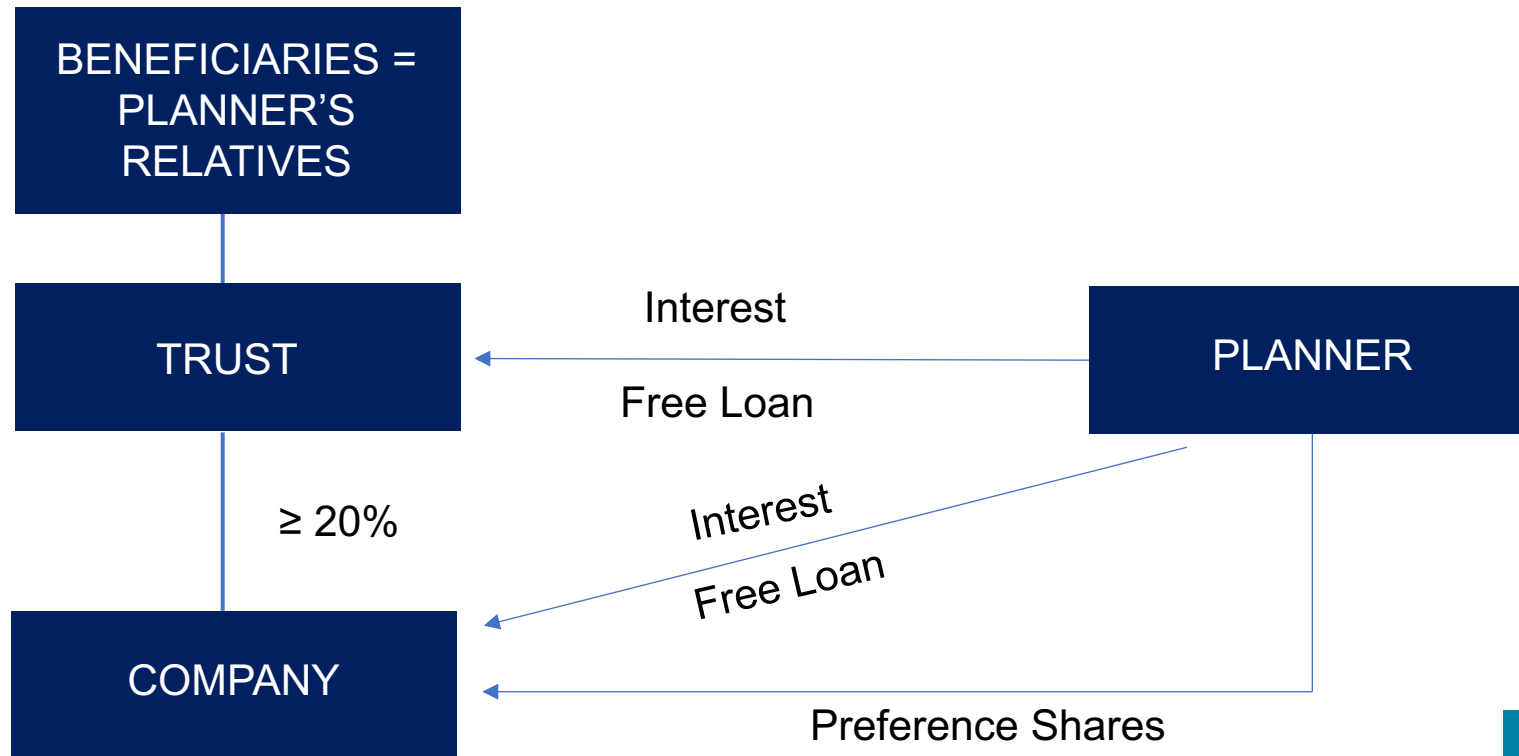 BENEFICIARIES =
PLANNER’S
RELATIVES
Interest
TRUST
PLANNER
Free Loan
≥ 20%
Interest
Free Loan
COMPANY
Preference Shares